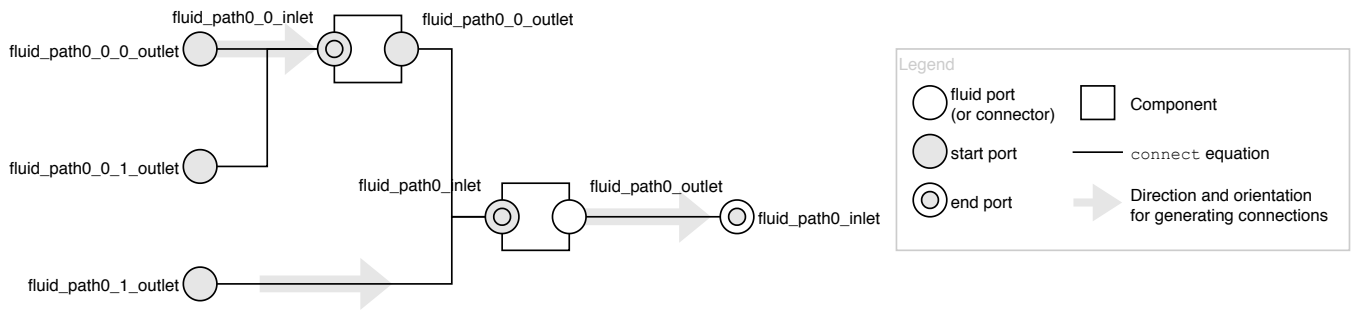 fluid_path0_0_inlet
fluid_path0_0_outlet
fluid_path0_0_0_outlet
fluid_path0_0_1_outlet
fluid_path0_inlet
fluid_path0_outlet
fluid_path0_inlet
fluid_path0_1_outlet
Legend
fluid port
(or connector)
Component
start port
connect equation
end port
Direction and orientation
for generating connections